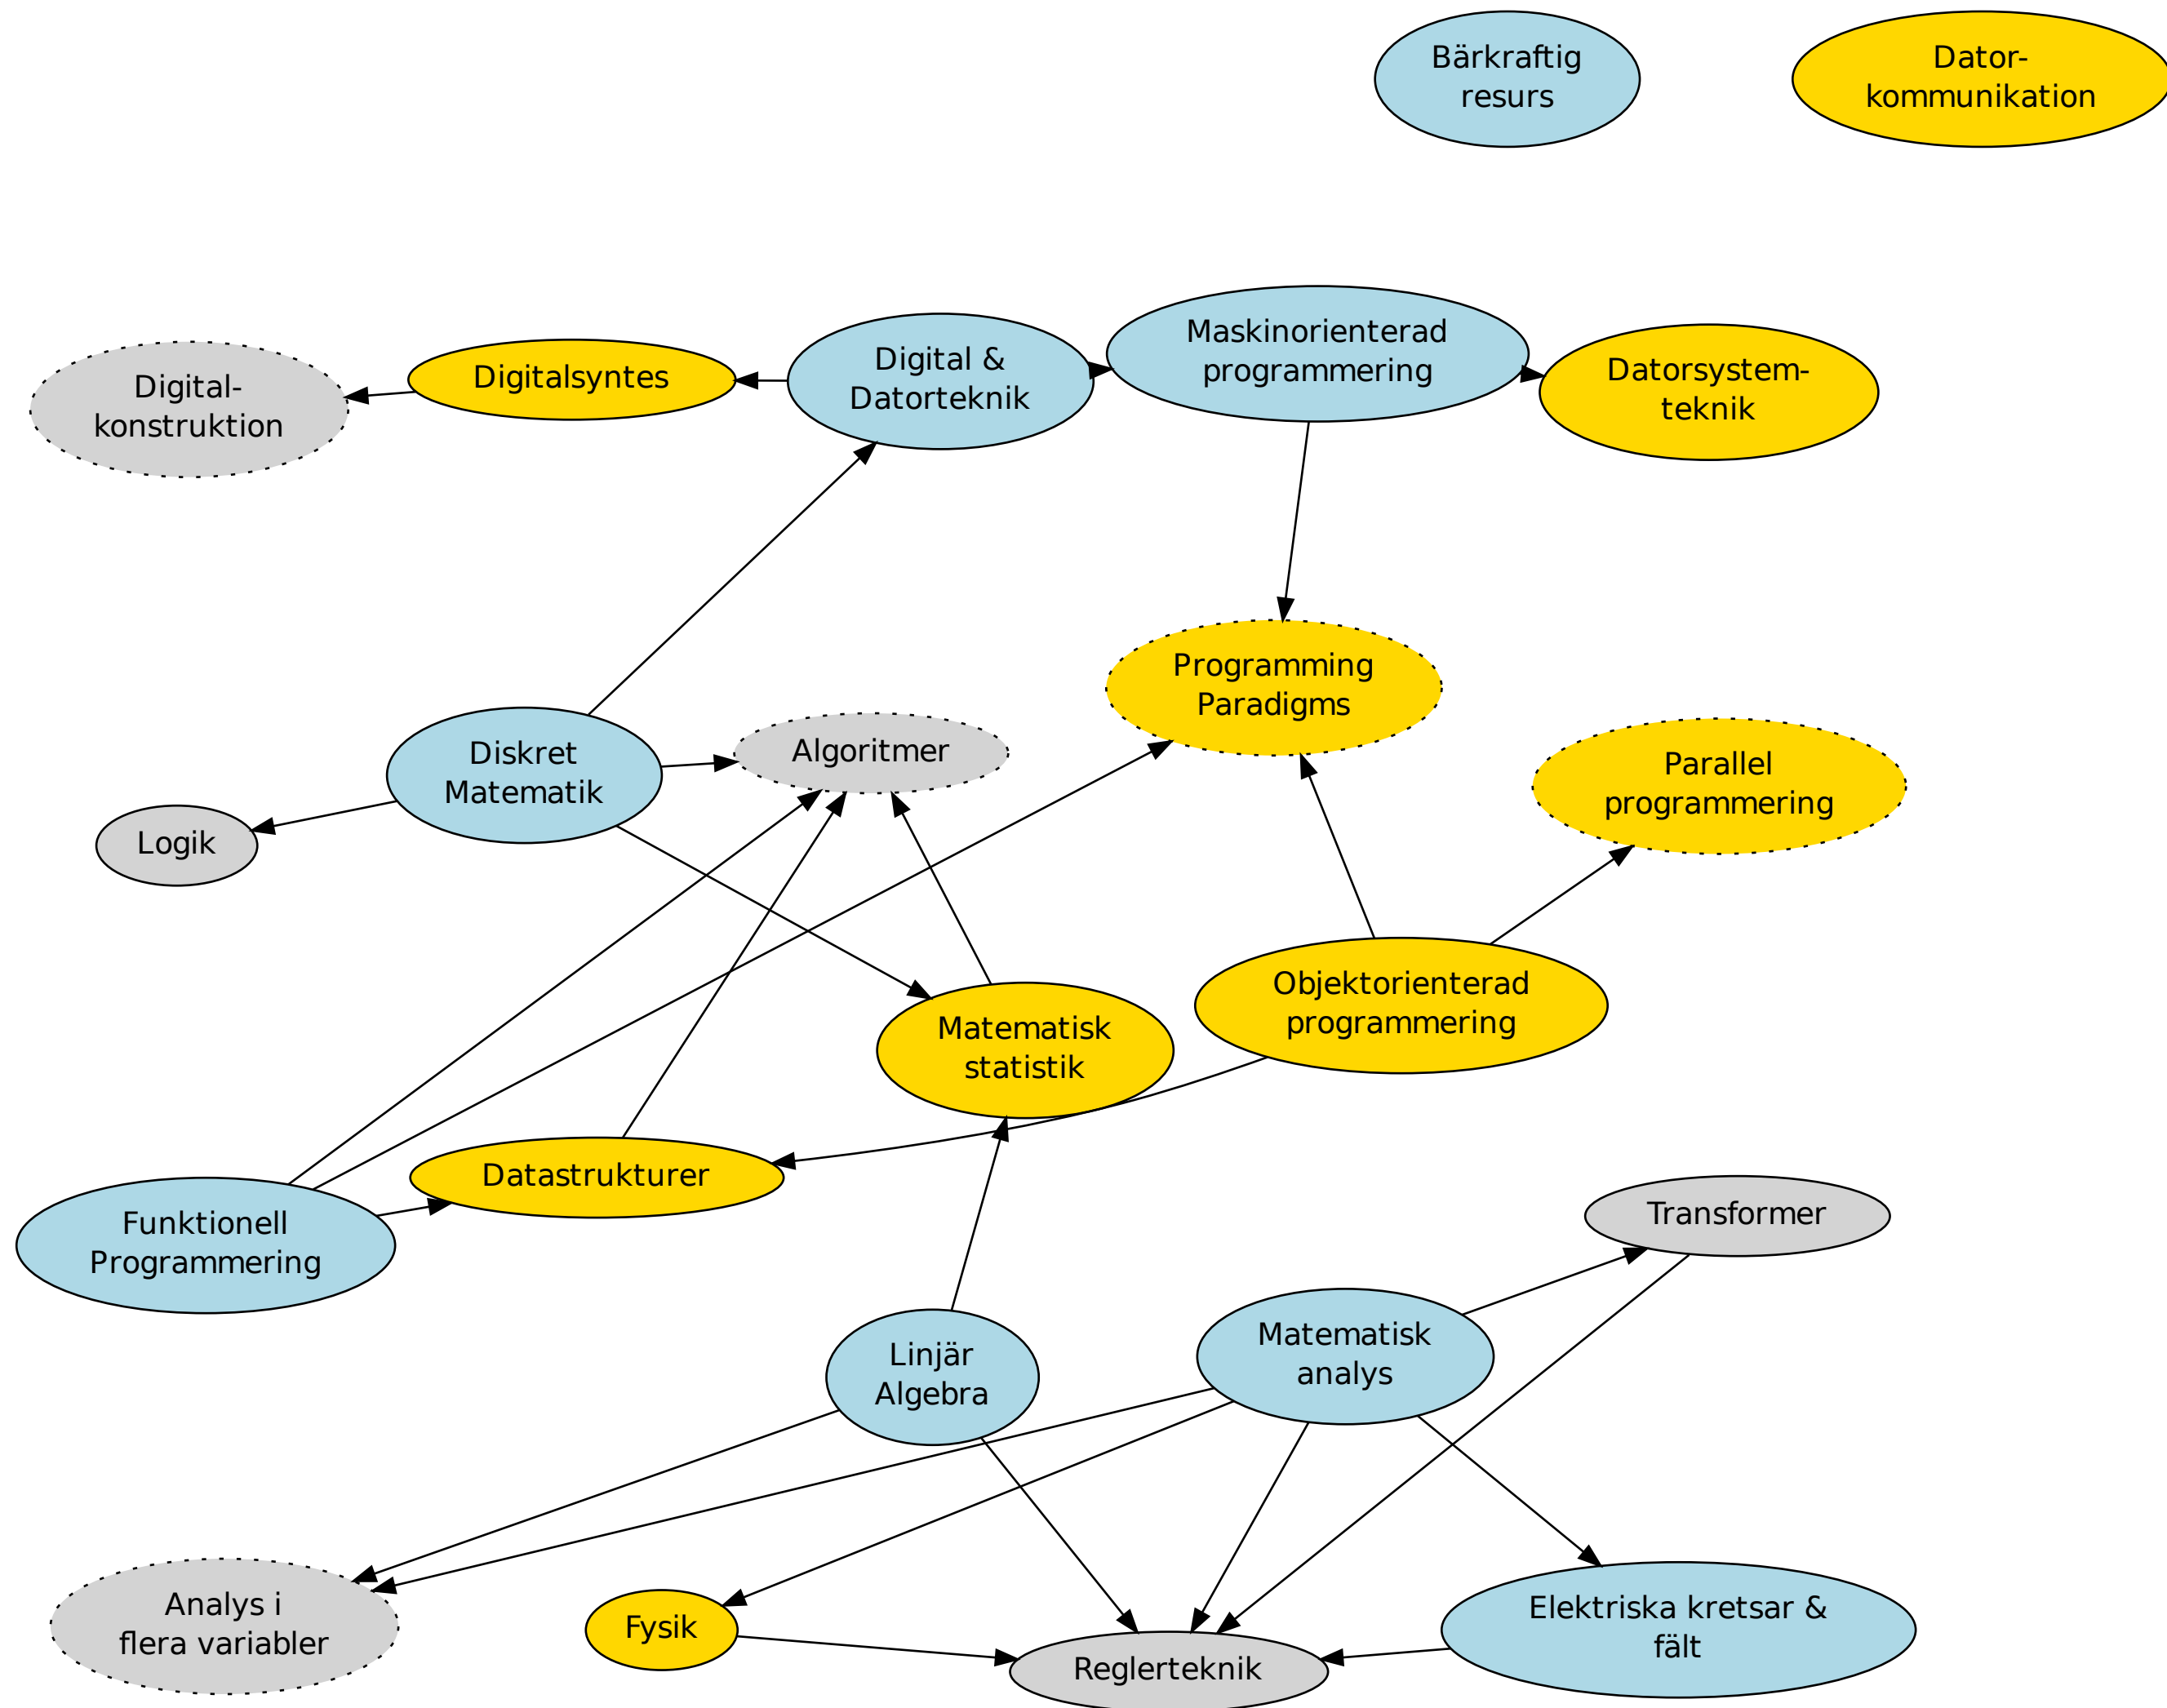 Bärkraftig
resurs
Dator-
kommunikation
Digital-
konstruktion
Digitalsyntes
Digital &
Datorteknik
Maskinorienterad
programmering
Datorsystem-
teknik
Programming
Paradigms
Diskret
Matematik
Algoritmer
Parallel
programmering
Logik
Objektorienterad
programmering
Matematisk
statistik
Datastrukturer
Funktionell
Programmering
Transformer
Linjär
Algebra
Matematisk
analys
Analys i
flera variabler
Fysik
Reglerteknik
Elektriska kretsar &
fält